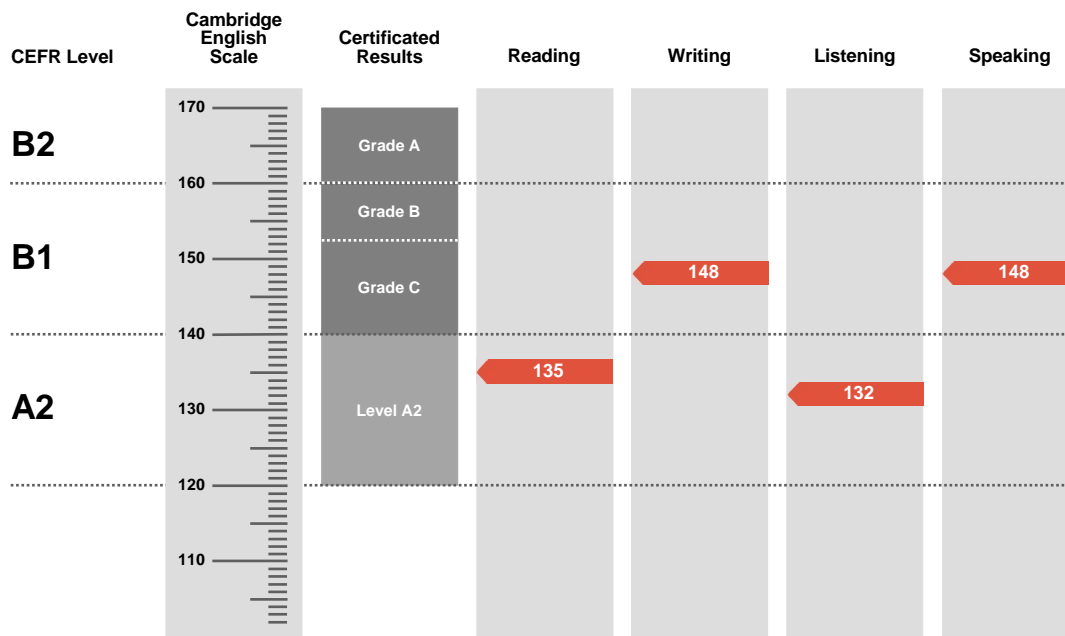 CEFR Level
Cambridge
English
Scale
Certificated
Results
Reading
Writing
Listening
Speaking
170
B2
Grade A
160
Grade B
B1
150
148
148
Grade C
140
135
132
A2
130
Level A2
120
110